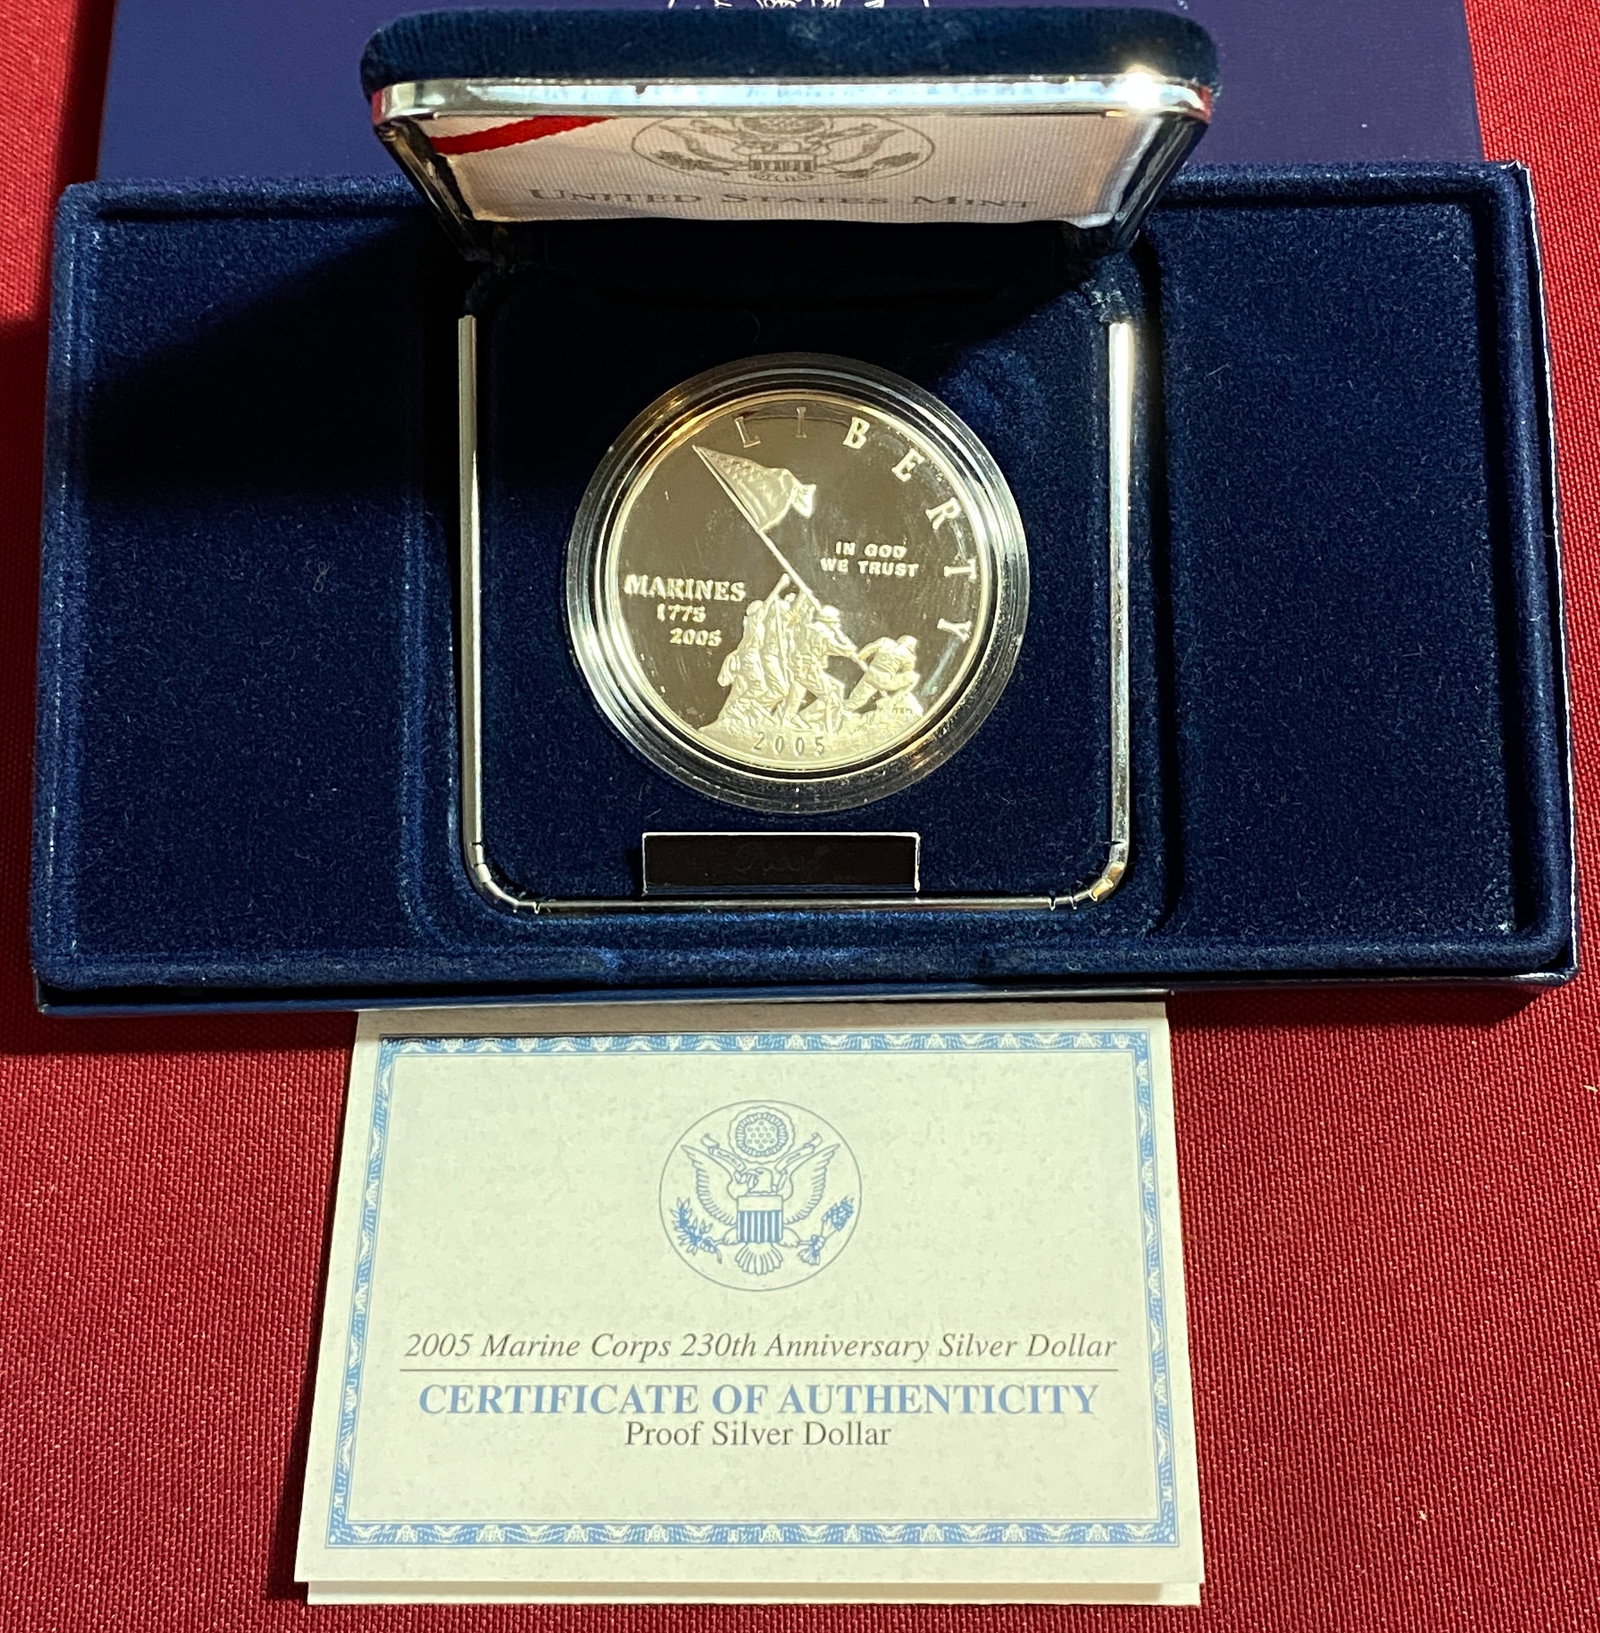 UNITED STATES MINT
LIBERTY
IN GOD
WE TRUST
MARINES
1775
2005
2005
2005 Marine Corps 230th Anniversary Silver Dollar
CERTIFICATE OF AUTHENTICITY
Proof Silver Dollar